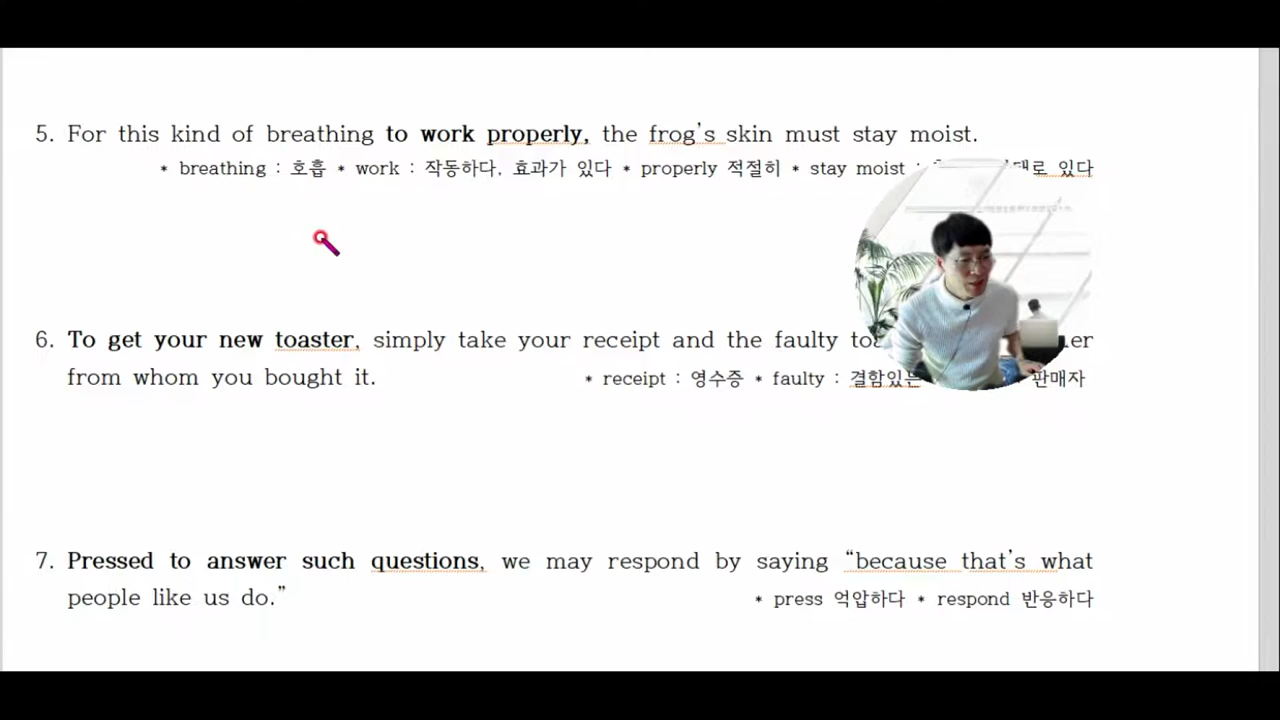 5. For this kind of breathing to work properly, the frog's skin must stay moist.
* breathing : 호흡 * work : 작동하다, 효과가 있다 * properly 적절히 * stay moist : 있다
6. To get your new toaster, simply take your receipt and the faulty
from whom you bought it. * receipt : 영수증 * faulty : 결함있는 판매자
7. Pressed to answer such questions, we may respond by saying “because that's what
people like us do.” * press 억압하다 * respond 반응하다